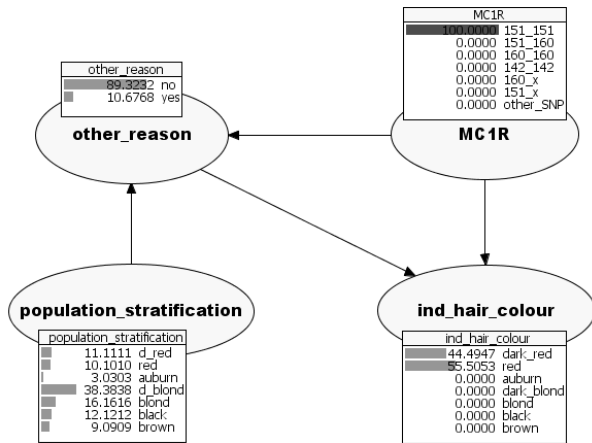 MC1R
100.0000 151_151
0.0000 151_160
0.0000 160_160
0.0000 142_142
0.0000 160_x
0.0000 151_x
0.0000 other_SNP
MC1R
other_reason
89.3232 no
10.6768 yes
other_reason
population_stratification
population_stratification
11.1111 d_red
10.1010 red
3.0303 auburn
38.3838 d_blond
16.1616 blond
12.1212 black
9.0909 brown
ind_hair_colour
ind_hair_colour
44.4947 dark_red
55.5053 red
0.0000 auburn
0.0000 dark_blond
0.0000 blond
0.0000 black
0.0000 brown